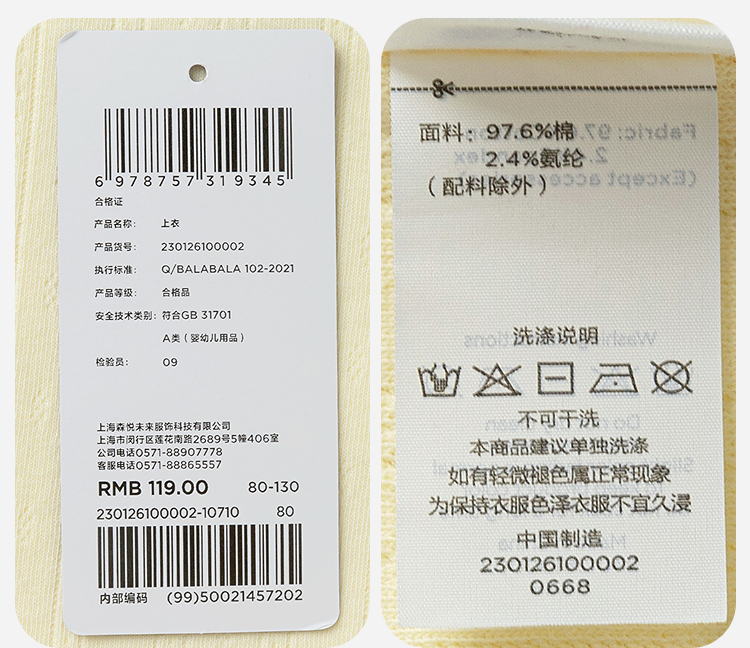 6 978757 319345
合格证
产品名称: 上衣
产品货号: 230126100002
执行标准: Q/BALABALA 102-2021
产品等级: 合格品
安全技术类别: 符合GB 31701
A类（婴幼儿用品）
检验员: 09
上海森悦未来服饰科技有限公司
上海市闵行区莲花南路2689号5幢406室
公司电话0571-88907778
客服电话0571-88865557
RMB 119.00 80-130
230126100002-10710 80
内部编码 (99)50021457202
面料: 97.6%棉
2.4%氨纶
（配料除外）
洗涤说明
不可干洗
本商品建议单独洗涤
如有轻微褪色属正常现象
为保持衣服色泽衣服不宜久浸
中国制造
230126100002
0668